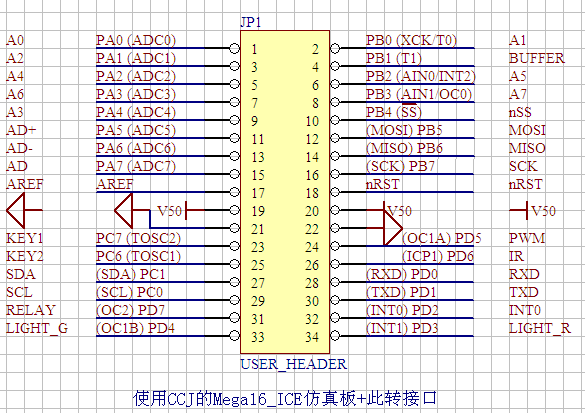 JP1
A0 PA0 (ADC0) 1 2 PB0 (XCK/T0) A1
A2 PA1 (ADC1) 3 4 PB1 (T1) BUFFER
A4 PA2 (ADC2) 5 6 PB2 (AIN0/INT2) A5
A6 PA3 (ADC3) 7 8 PB3 (AIN1/OC0) A7
A3 PA4 (ADC4) 9 10 PB4 (SS) nSS
AD+ PA5 (ADC5) 11 12 (MOSI) PB5 MOSI
AD- PA6 (ADC6) 13 14 (MISO) PB6 MISO
AD PA7 (ADC7) 15 16 (SCK) PB7 SCK
AREF AREF 17 18 nRST nRST
V50 19 20 V50 V50
21 22
KEY1 PC7 (TOSC2) 23 24 (OC1A) PD5 PWM
KEY2 PC6 (TOSC1) 25 26 (ICP1) PD6 IR
SDA (SDA) PC1 27 28 (RXD) PD0 RXD
SCL (SCL) PC0 29 30 (TXD) PD1 TXD
RELAY (OC2) PD7 31 32 (INT0) PD2 INT0
LIGHT_G (OC1B) PD4 33 34 (INT1) PD3 LIGHT_R
USER_HEADER
使用CCJ的Mega16_ICE仿真板+此转接口